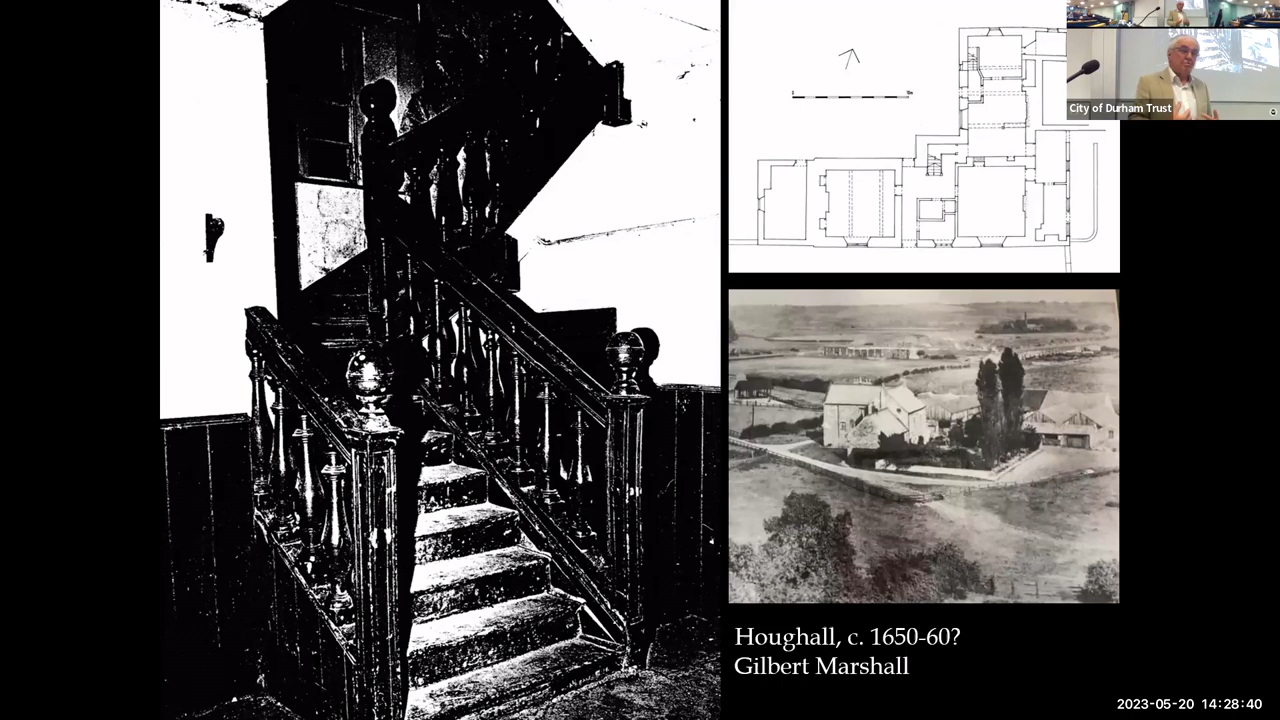 City of Durham Trust
Houghall, c. 1650-60?
Gilbert Marshall
2023-05-20 14:28:40